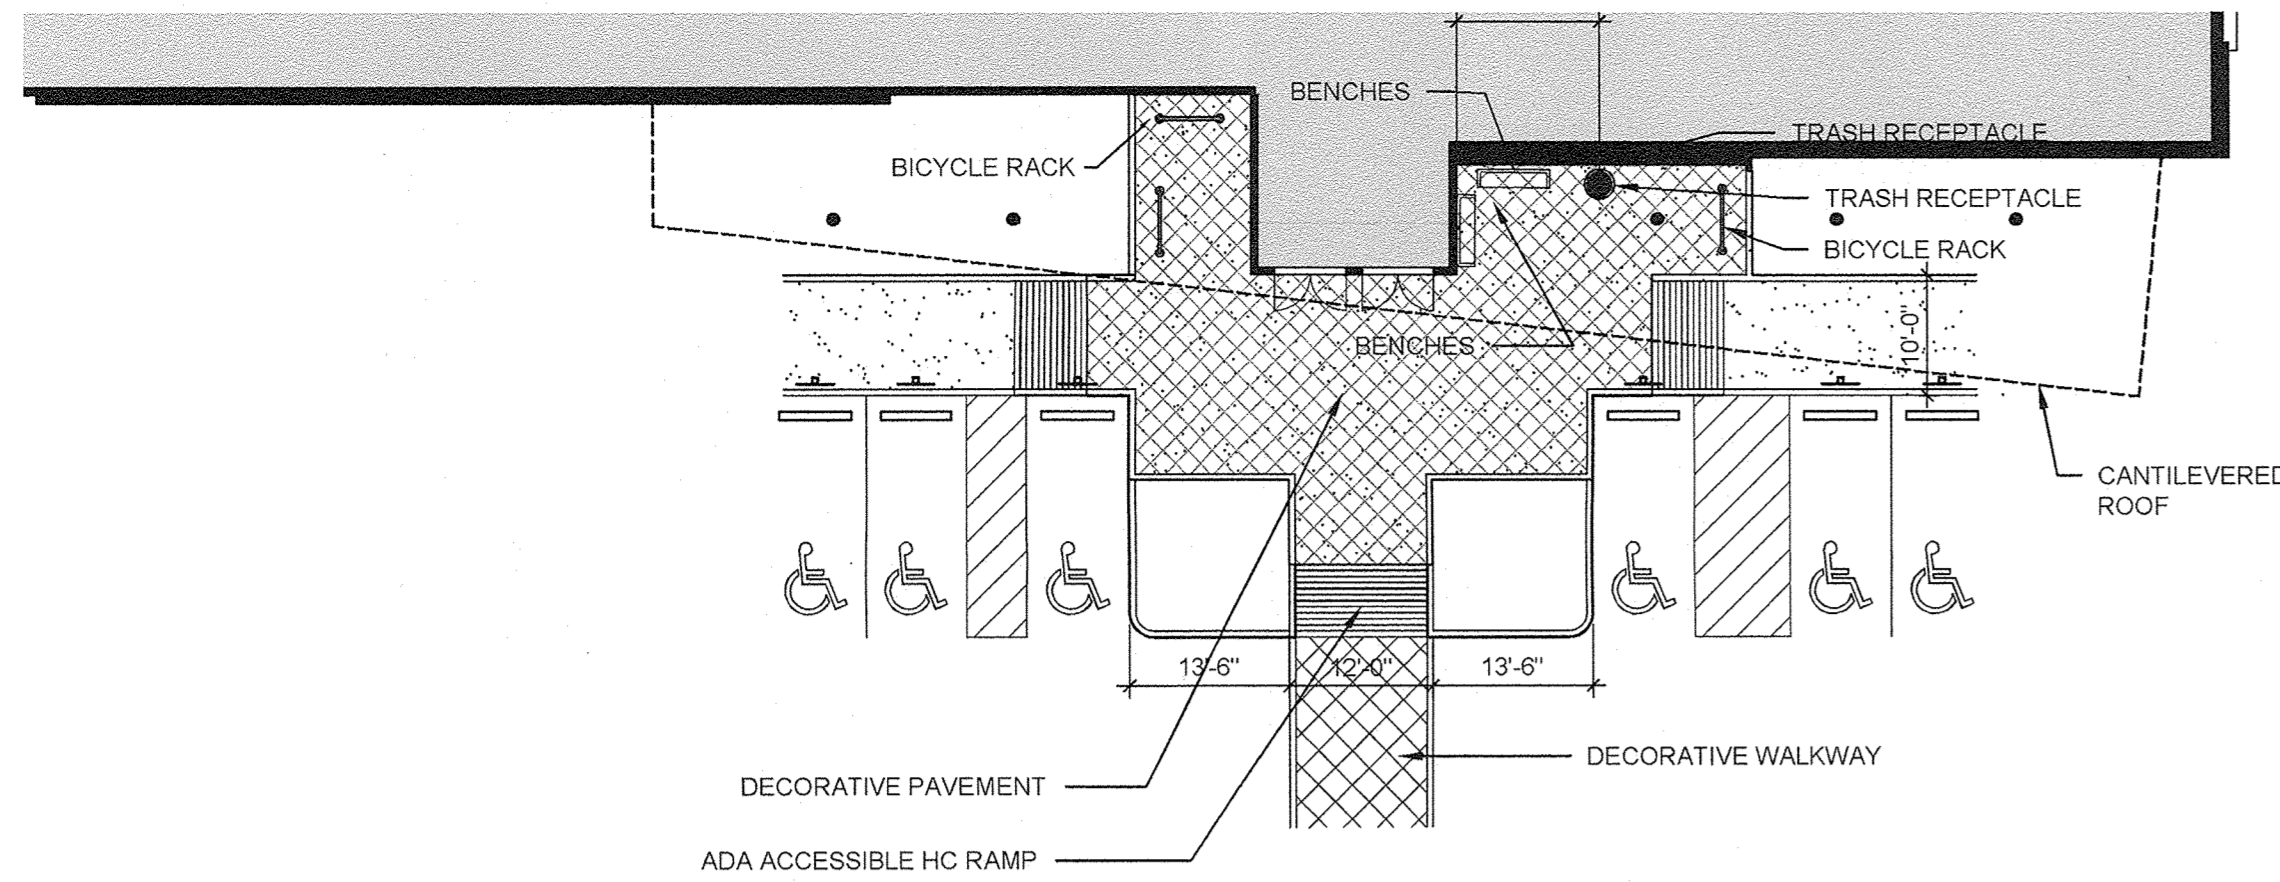 BENCHES
TRASH RECEPTACLE
BICYCLE RACK
TRASH RECEPTACLE
BICYCLE RACK
10'-0"
BENCHES
CANTILEVERED
ROOF
13'-6"
12'-0"
13'-6"
DECORATIVE WALKWAY
DECORATIVE PAVEMENT
ADA ACCESSIBLE HC RAMP